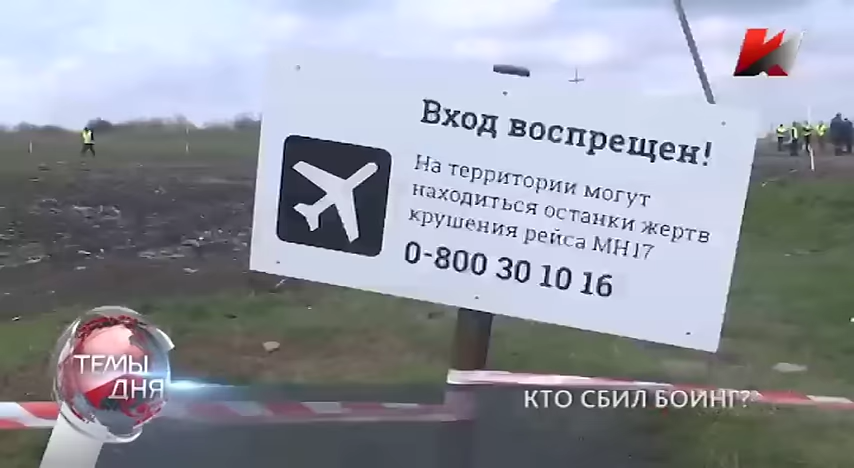 К
Вход воспрещен!
На территории могут
находиться останки жертв
крушения рейса MH17
0-800 30 10 16
ТЕМЫ
ДНЯ
КТО СБИЛ БОИНГ?